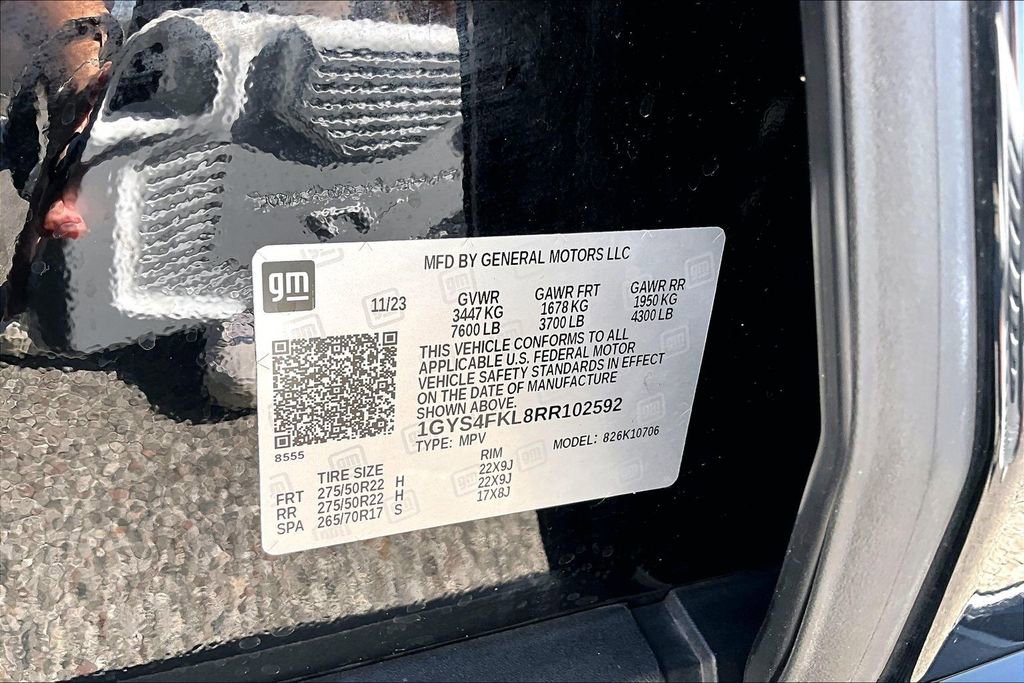 gm
MFD BY GENERAL MOTORS LLC
11/23
GVWR GAWR FRT GAWR RR
3447 KG 1678 KG 1950 KG
7600 LB 3700 LB 4300 LB
THIS VEHICLE CONFORMS TO ALL
APPLICABLE U.S. FEDERAL MOTOR
VEHICLE SAFETY STANDARDS IN EFFECT
ON THE DATE OF MANUFACTURE
SHOWN ABOVE.
1GYS4FKL8RR102592
TYPE: MPV MODEL: 826K10706
8555
TIRE SIZE RIM
FRT 275/50R22 H 22X9J
RR 275/50R22 H 22X9J
SPA 265/70R17 S 17X8J